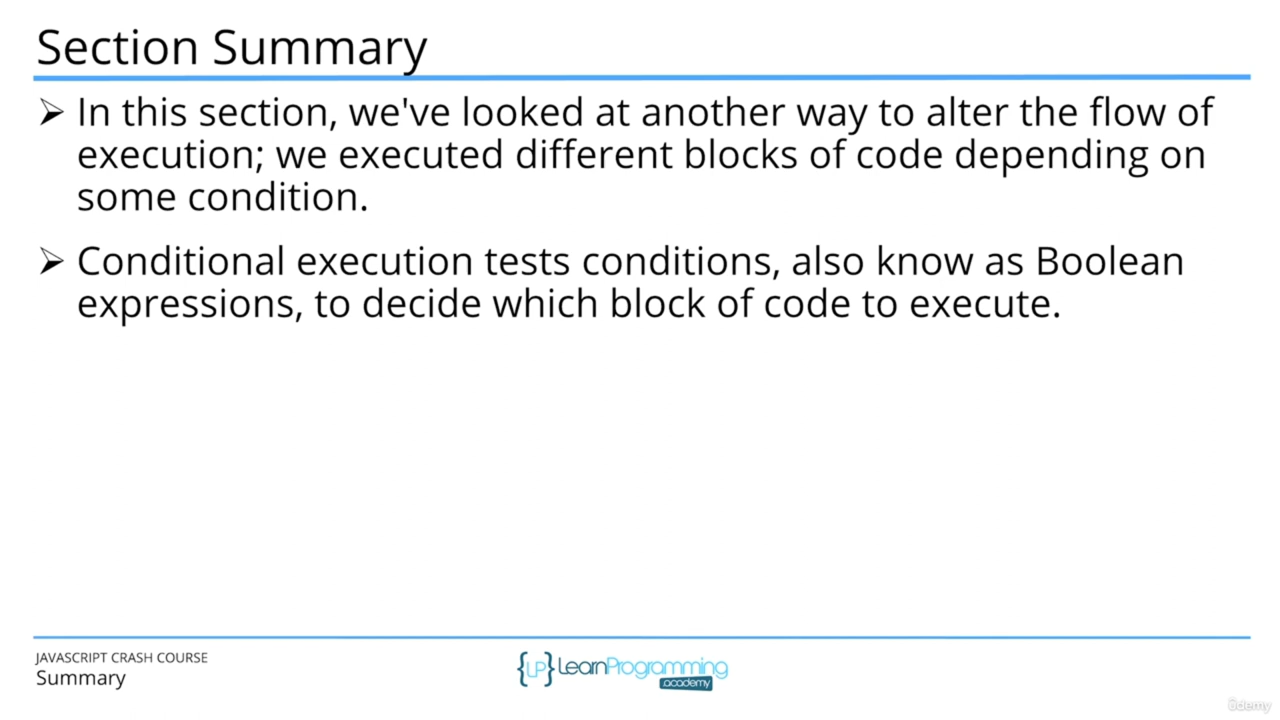 Section Summary
In this section, we've looked at another way to alter the flow of
execution; we executed different blocks of code depending on
some condition.
Conditional execution tests conditions, also know as Boolean
expressions, to decide which block of code to execute.
JAVASCRIPT CRASH COURSE
Summary
{LP} LearnProgramming
.academy
ûdemy